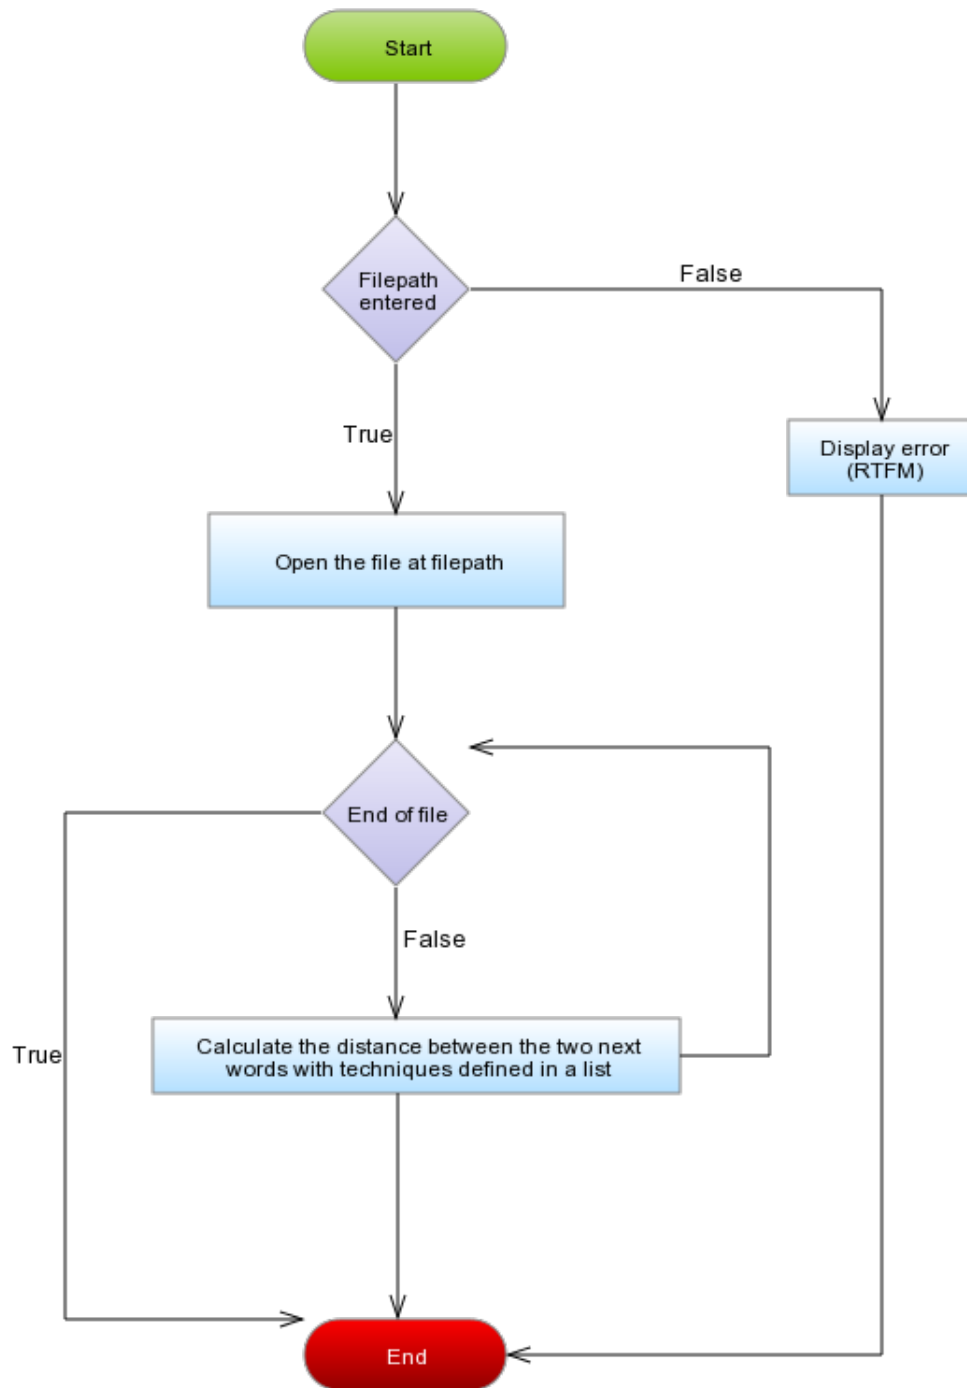 Start
Filepath
entered
False
True
Display error
(RTFM)
Open the file at filepath
End of file
False
True
Calculate the distance between the two next
words with techniques defined in a list
End